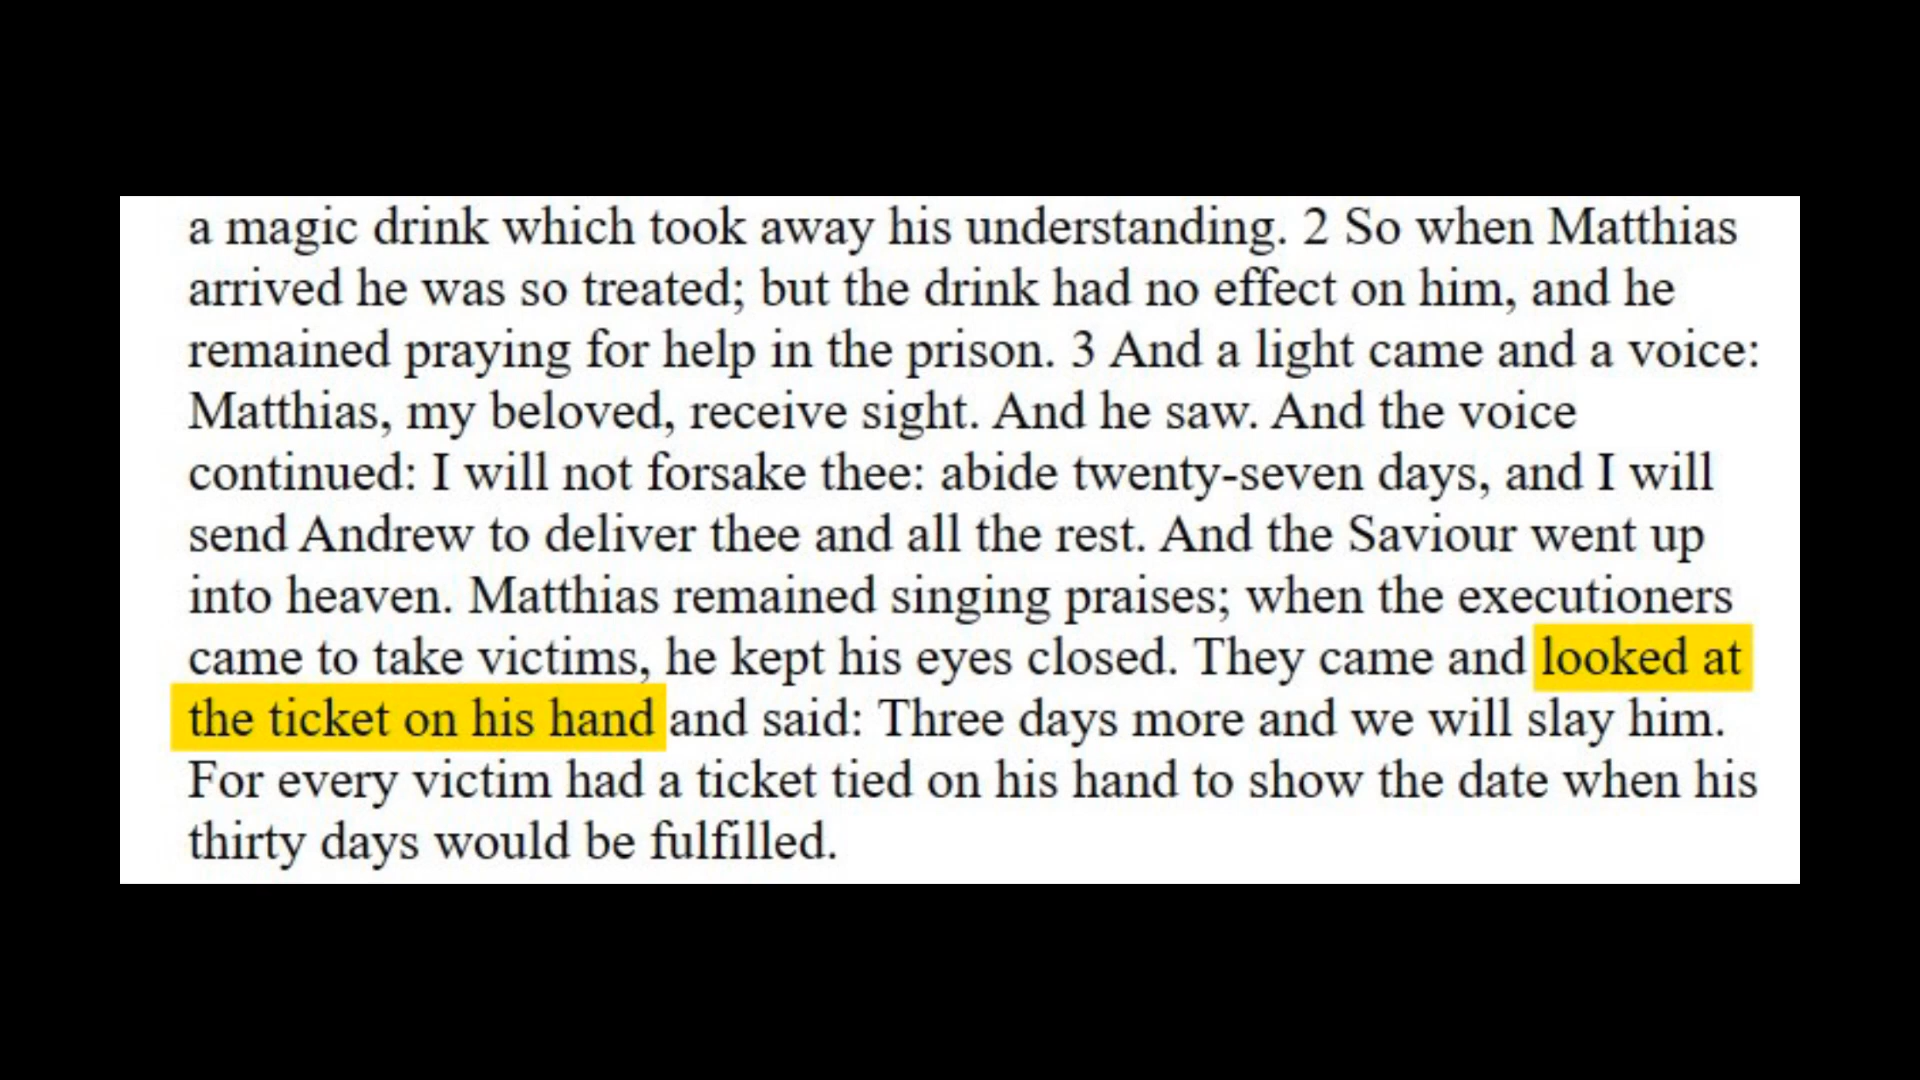 a magic drink which took away his understanding. 2 So when Matthias
arrived he was so treated; but the drink had no effect on him, and he
remained praying for help in the prison. 3 And a light came and a voice:
Matthias, my beloved, receive sight. And he saw. And the voice
continued: I will not forsake thee: abide twenty-seven days, and I will
send Andrew to deliver thee and all the rest. And the Saviour went up
into heaven. Matthias remained singing praises; when the executioners
came to take victims, he kept his eyes closed. They came and looked at
the ticket on his hand and said: Three days more and we will slay him.
For every victim had a ticket tied on his hand to show the date when his
thirty days would be fulfilled.